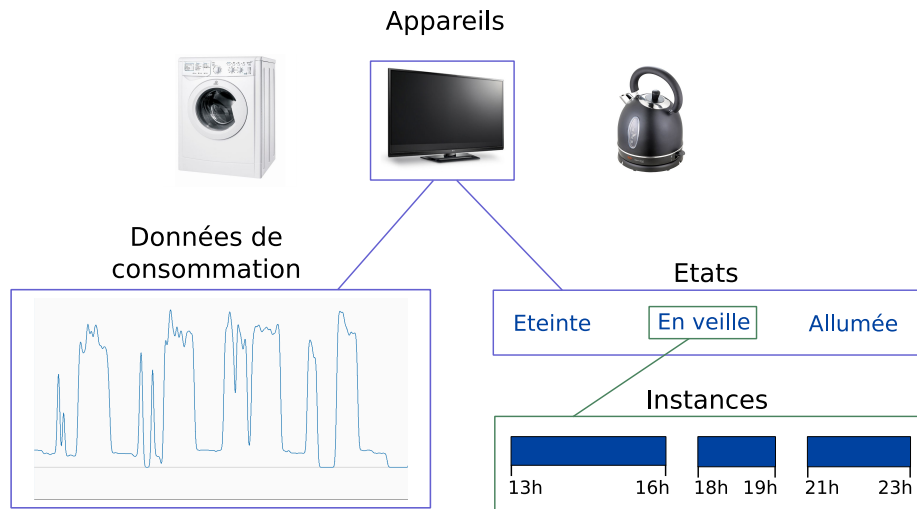 Appareils
Données de
consommation
Etats
Eteinte
En veille
Allumée
Instances
13h
16h
18h
19h
21h
23h